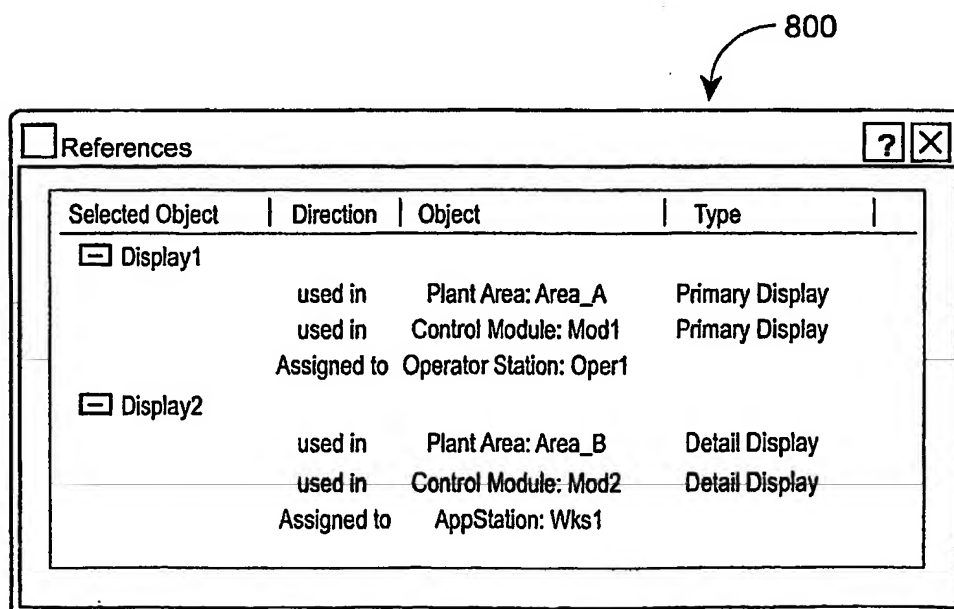 800
References ? X
Selected Object | Direction | Object | Type |
Display1
used in Plant Area: Area_A Primary Display
used in Control Module: Mod1 Primary Display
Assigned to Operator Station: Oper1
Display2
used in Plant Area: Area_B Detail Display
used in Control Module: Mod2 Detail Display
Assigned to AppStation: Wks1